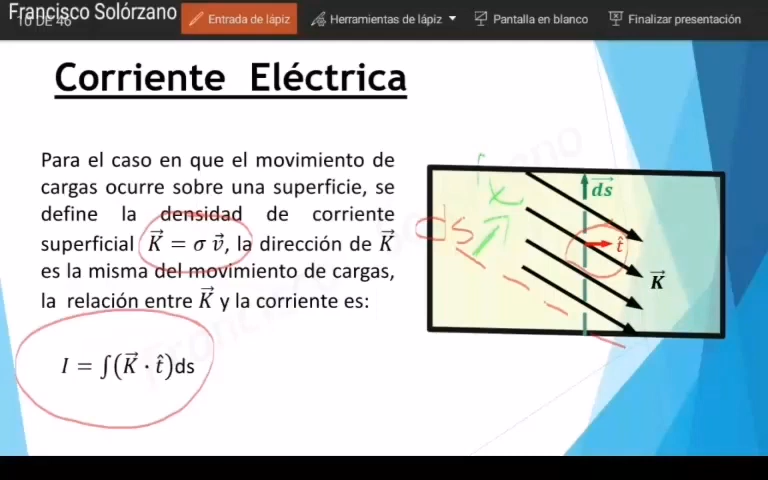 Francisco Solórzano
10 DE 46
Entrada de lápiz
Herramientas de lápiz
Pantalla en blanco
Finalizar presentación
Corriente Eléctrica
Para el caso en que el movimiento de
cargas ocurre sobre una superficie, se
define la densidad de corriente
superficial K⃗ = σ v⃗, la dirección de K⃗
es la misma del movimiento de cargas,
la relación entre K⃗ y la corriente es:
I = ∫(K⃗ · t̂)ds
ds
ds⃗
t̂
K⃗